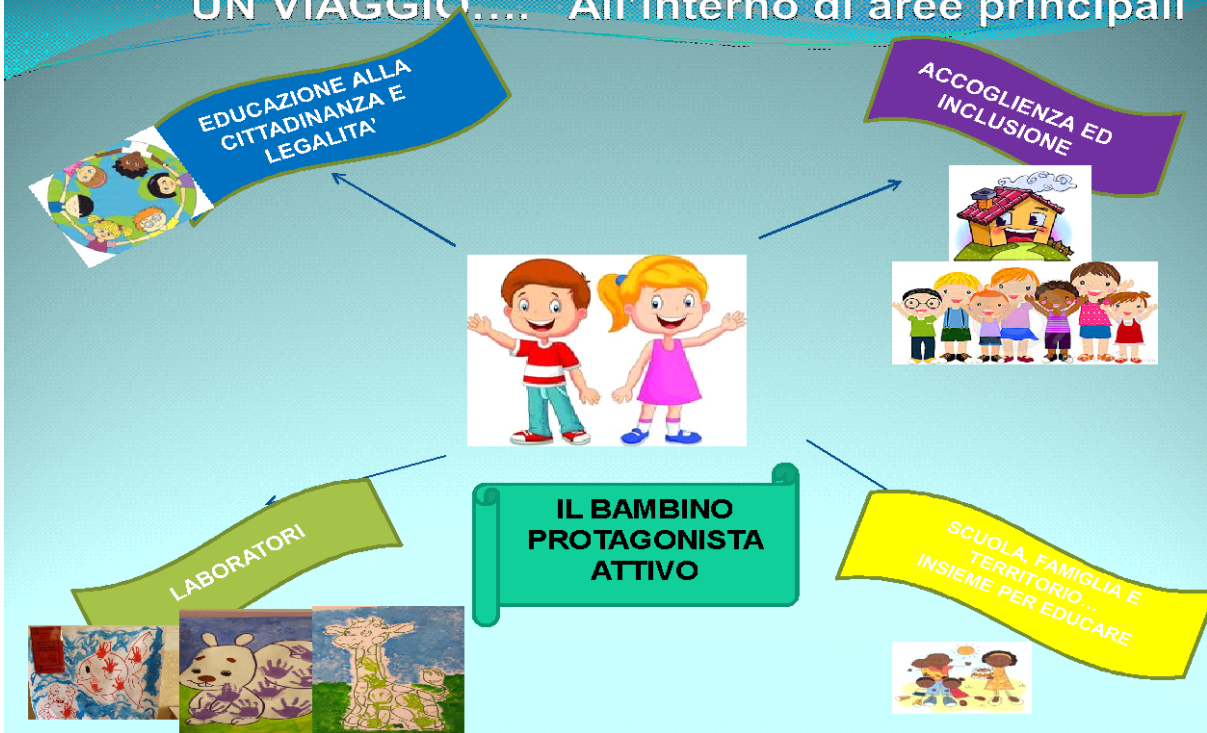 UN VIAGGIO.... All'interno di aree principali
EDUCAZIONE ALLA
CITTADINANZA E
LEGALITA'
ACCOGLIENZA ED
INCLUSIONE
IL BAMBINO
PROTAGONISTA
ATTIVO
LABORATORI
SCUOLA, FAMIGLIA E
TERRITORIO...
INSIEME PER EDUCARE